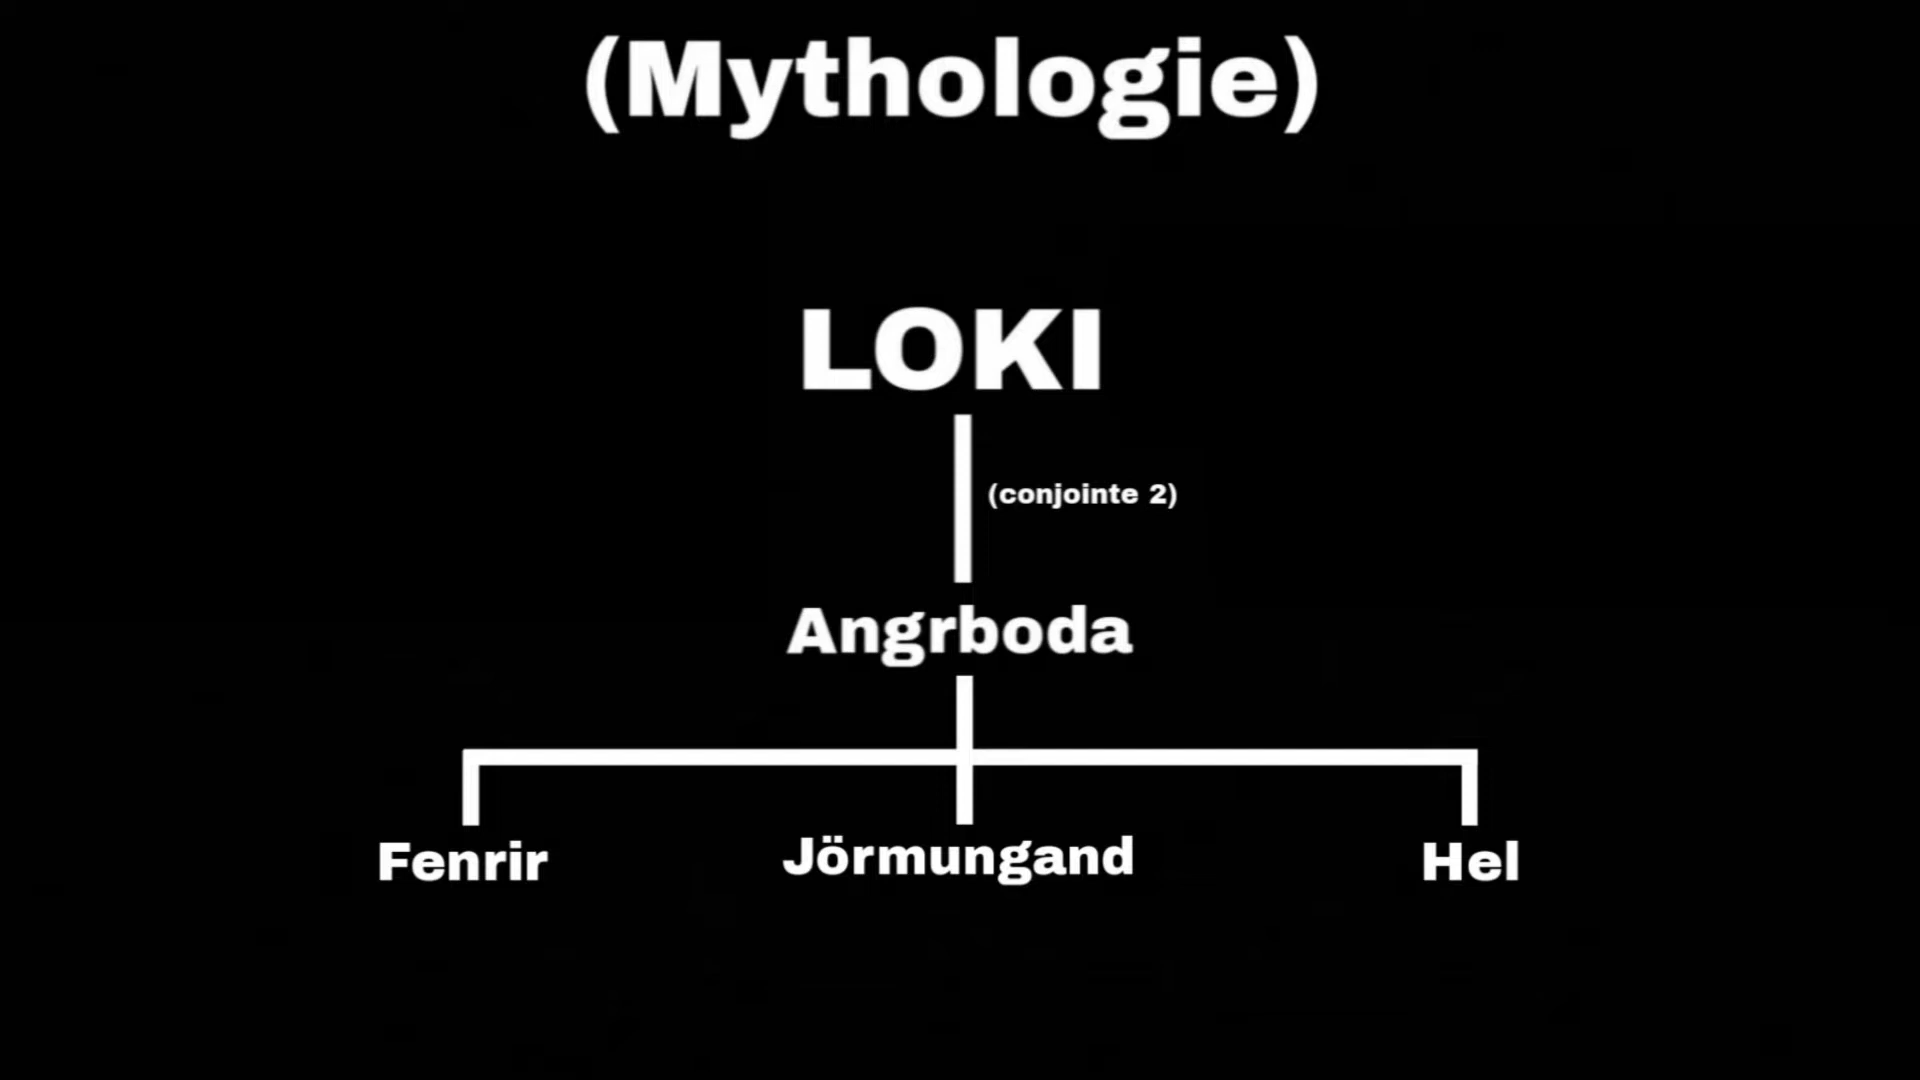 (Mythologie)
LOKI
(conjointe 2)
Angrboda
Fenrir
Jörmungand
Hel